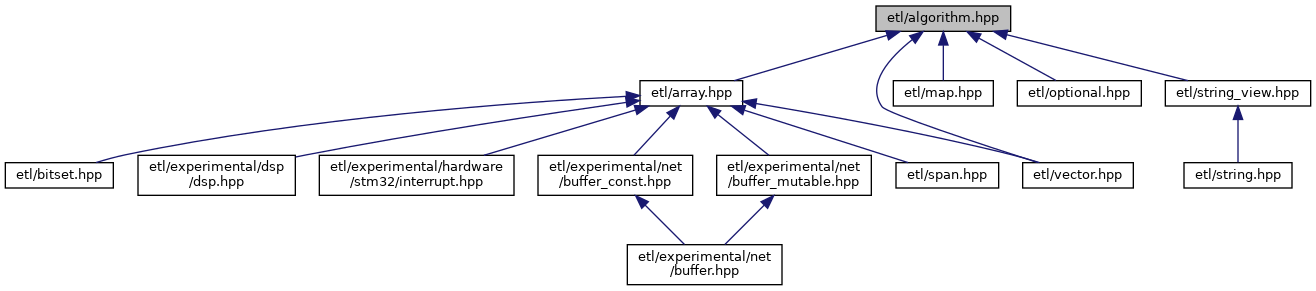 etl/algorithm.hpp
etl/array.hpp
etl/map.hpp
etl/optional.hpp
etl/string_view.hpp
etl/bitset.hpp
etl/experimental/dsp
/dsp.hpp
etl/experimental/hardware
/stm32/interrupt.hpp
etl/experimental/net
/buffer_const.hpp
etl/experimental/net
/buffer_mutable.hpp
etl/span.hpp
etl/vector.hpp
etl/string.hpp
etl/experimental/net
/buffer.hpp